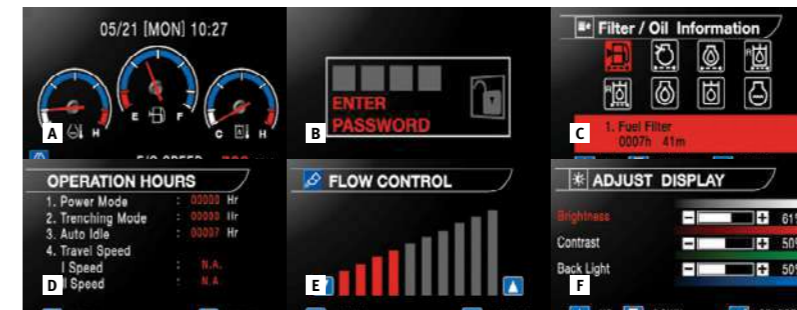 05/21 [MON] 10:27
E F
H
C H
A
ENTER
PASSWORD
B
Filter / Oil Information
R
R
1. Fuel Filter
0007h 41m
C
OPERATION HOURS
1. Power Mode : 00000 Hr
2. Trenching Mode : 00000 Hr
3. Auto Idle : 00007 Hr
4. Travel Speed
I Speed : N.A.
Speed : N.A
D
FLOW CONTROL
E
ADJUST DISPLAY
Brightness - + 61
Contrast - + 50
Back Light - + 50
F